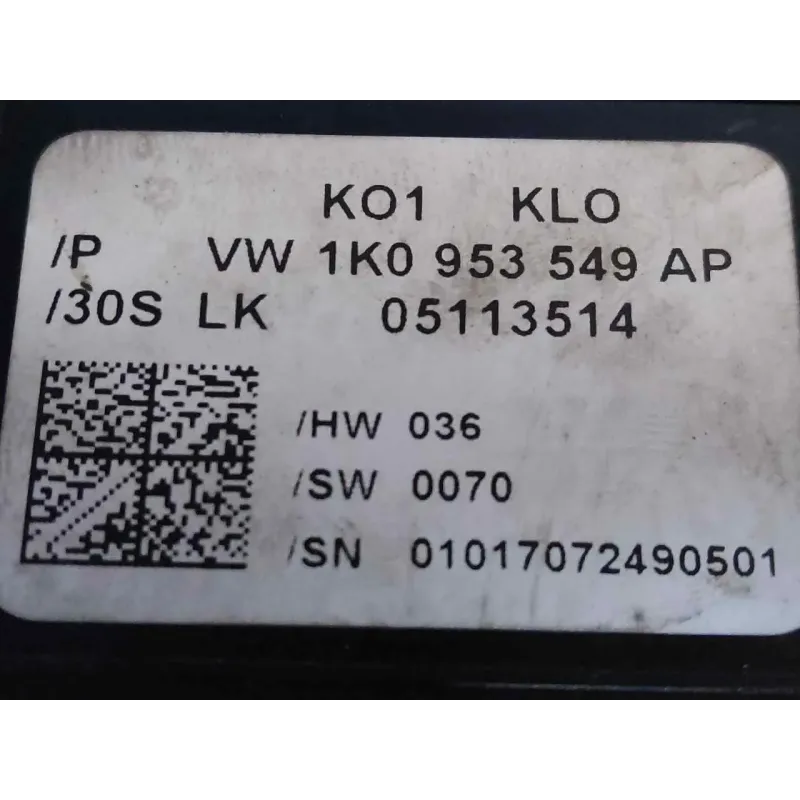 KO1 KLO
/P VW 1K0 953 549 AP
/30S LK 05113514
/HW 036
/SW 0070
/SN 01017072490501